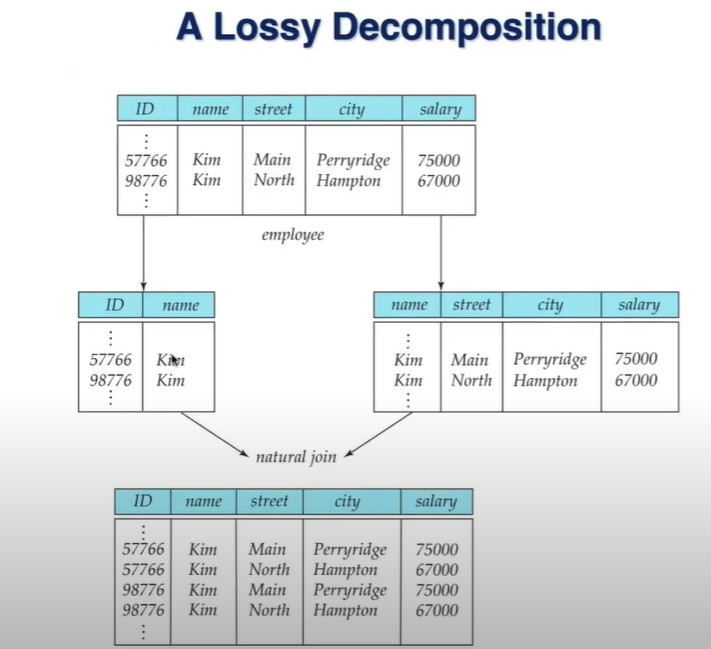 A Lossy Decomposition
ID name street city salary
⋮
57766 Kim Main Perryridge 75000
98776 Kim North Hampton 67000
⋮
employee
ID name
⋮
57766 Kim
98776 Kim
⋮
name street city salary
⋮
Kim Main Perryridge 75000
Kim North Hampton 67000
⋮
natural join
ID name street city salary
⋮
57766 Kim Main Perryridge 75000
57766 Kim North Hampton 67000
98776 Kim Main Perryridge 75000
98776 Kim North Hampton 67000
⋮